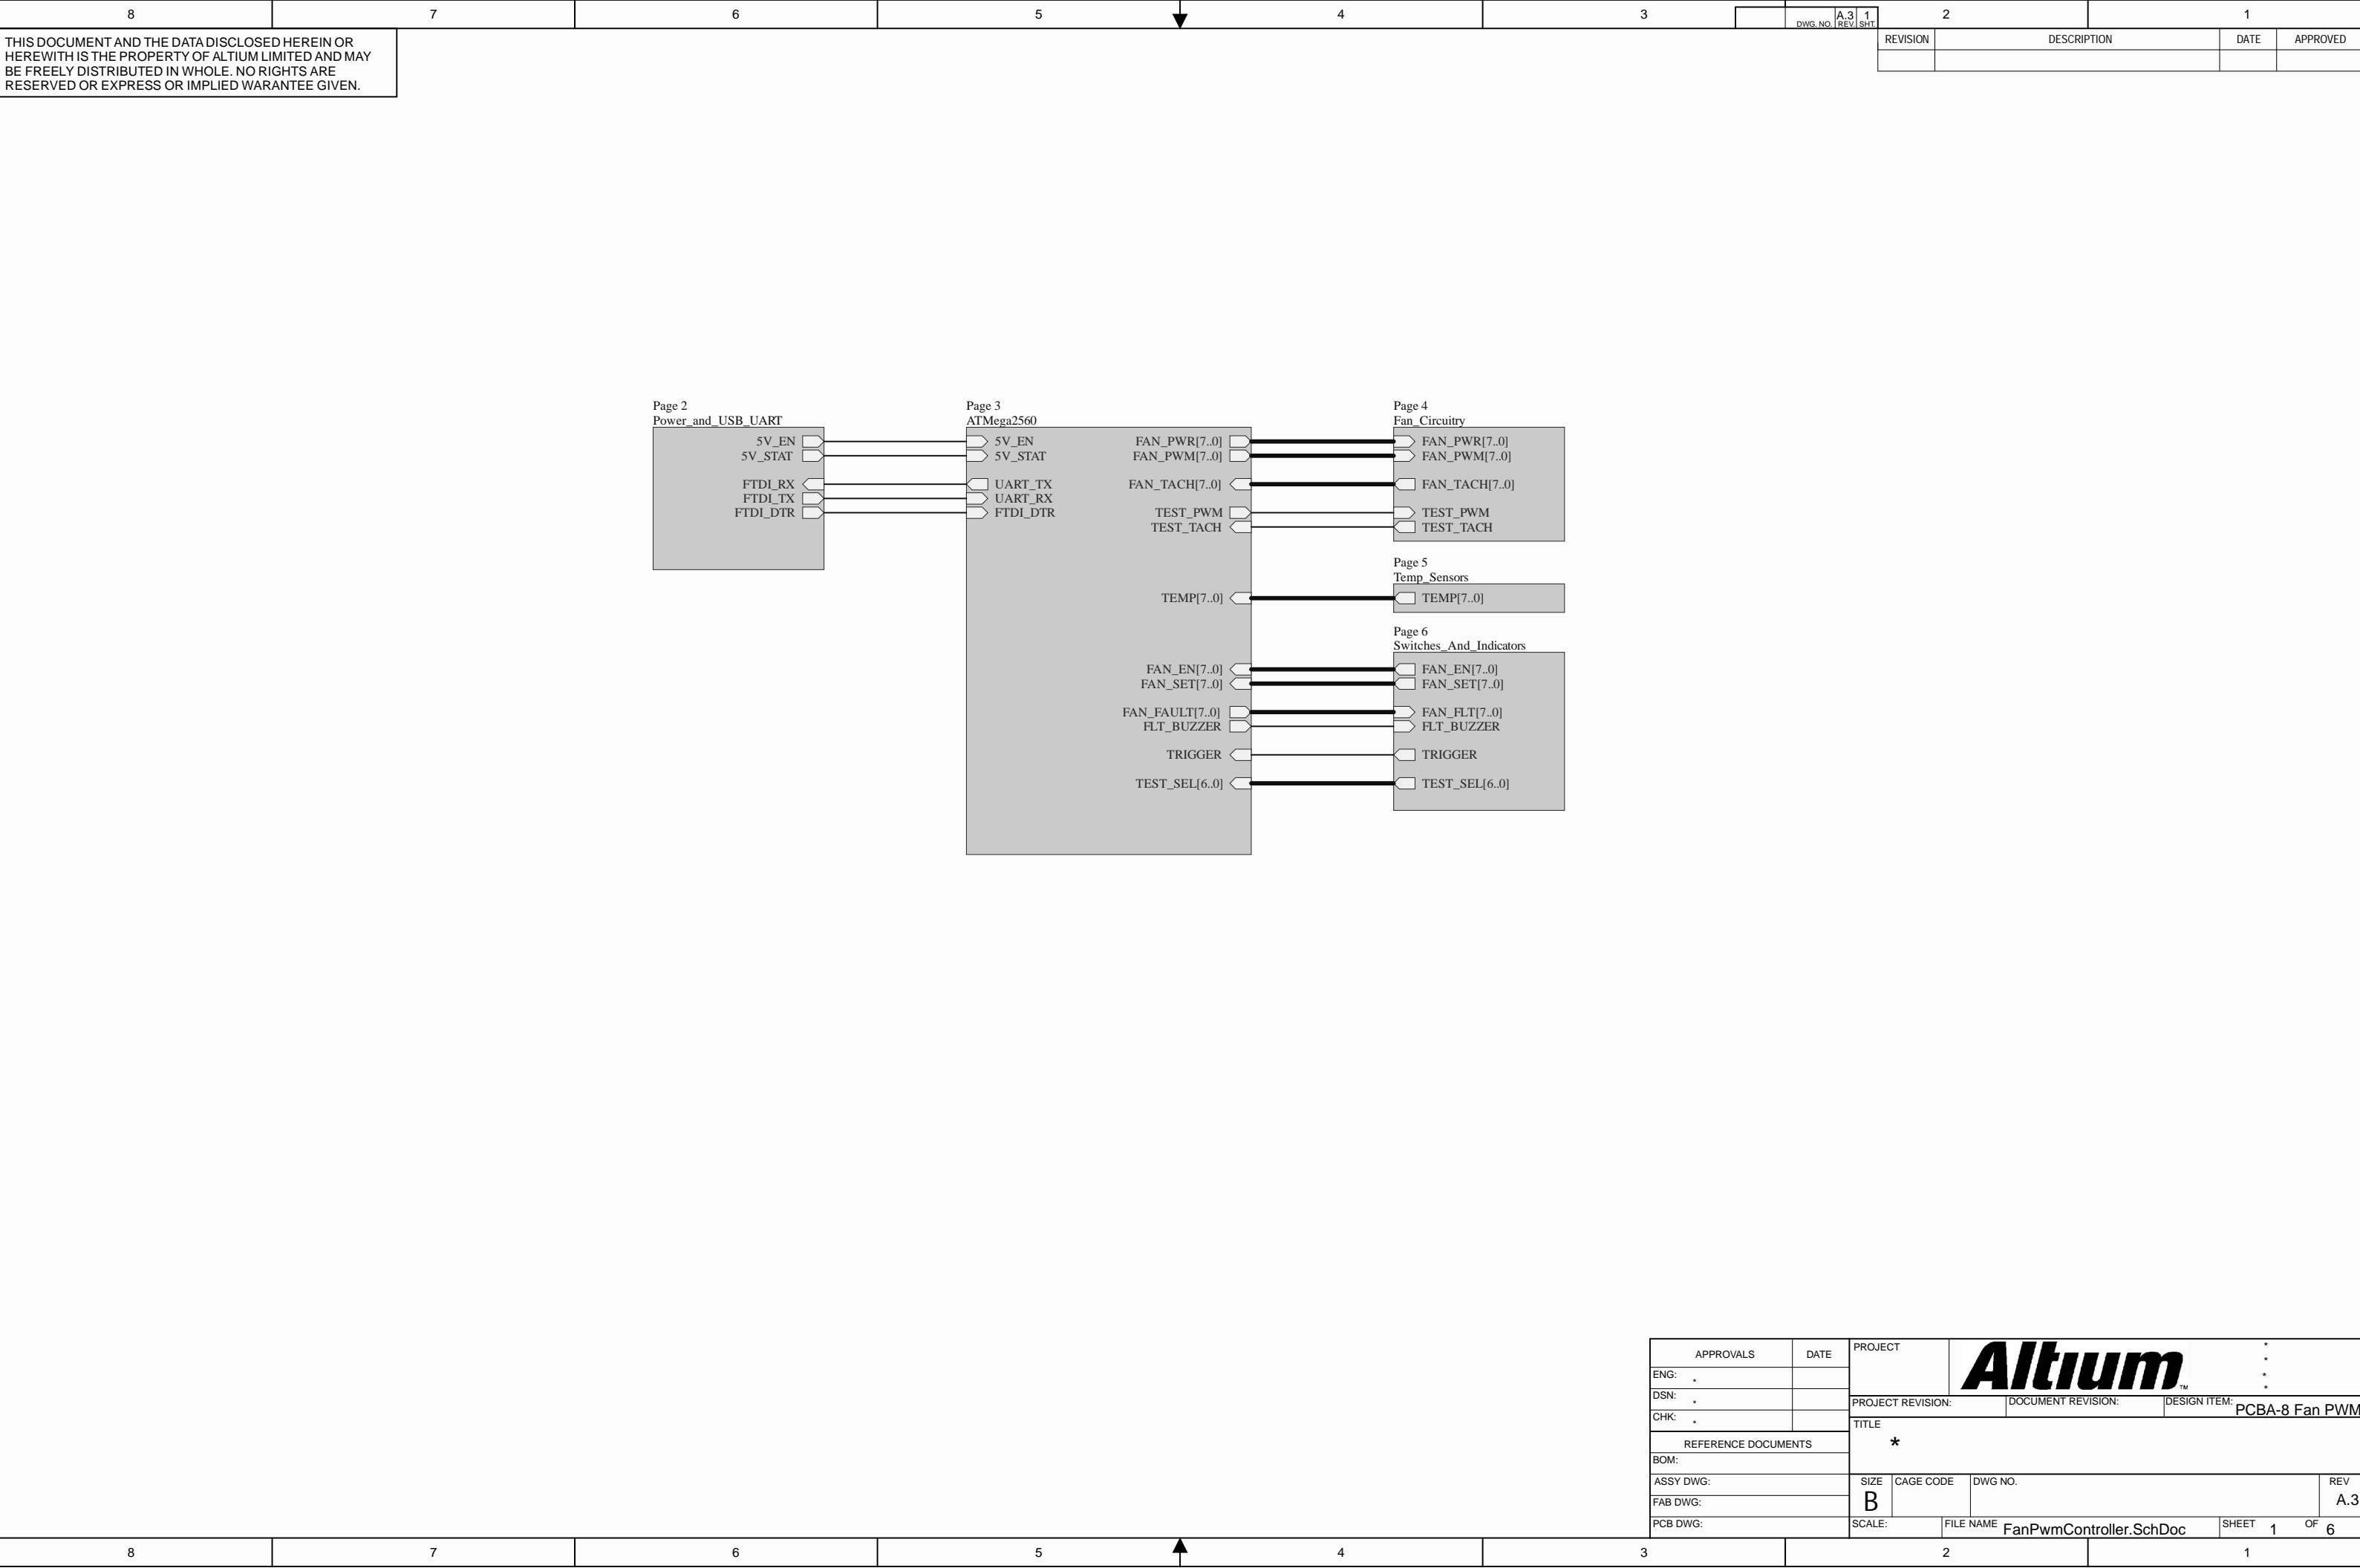 8 7 6 5 4 3 2 1
DWG. NO. A.3 REV. 1 SHT.
THIS DOCUMENT AND THE DATA DISCLOSED HEREIN OR
HEREWITH IS THE PROPERTY OF ALTIUM LIMITED AND MAY
BE FREELY DISTRIBUTED IN WHOLE. NO RIGHTS ARE
RESERVED OR EXPRESS OR IMPLIED WARANTEE GIVEN.
REVISION DESCRIPTION DATE APPROVED
Page 2
Power_and_USB_UART
5V_EN
5V_STAT
FTDI_RX
FTDI_TX
FTDI_DTR
Page 3
ATMega2560
5V_EN
5V_STAT
UART_TX
UART_RX
FTDI_DTR
FAN_PWR[7..0]
FAN_PWM[7..0]
FAN_TACH[7..0]
TEST_PWM
TEST_TACH
TEMP[7..0]
FAN_EN[7..0]
FAN_SET[7..0]
FAN_FAULT[7..0]
FLT_BUZZER
TRIGGER
TEST_SEL[6..0]
Page 4
Fan_Circuitry
FAN_PWR[7..0]
FAN_PWM[7..0]
FAN_TACH[7..0]
TEST_PWM
TEST_TACH
Page 5
Temp_Sensors
TEMP[7..0]
Page 6
Switches_And_Indicators
FAN_EN[7..0]
FAN_SET[7..0]
FAN_FLT[7..0]
FLT_BUZZER
TRIGGER
TEST_SEL[6..0]
APPROVALS DATE
ENG: *
DSN: *
CHK: *
REFERENCE DOCUMENTS
BOM:
ASSY DWG:
FAB DWG:
PCB DWG:
PROJECT
Altium ™
*
*
*
*
PROJECT REVISION: DOCUMENT REVISION: DESIGN ITEM: PCBA-8 Fan PWM
TITLE
*
SIZE CAGE CODE DWG NO. REV
B A.3
SCALE: FILE NAME FanPwmController.SchDoc SHEET 1 OF 6
8 7 6 5 4 3 2 1